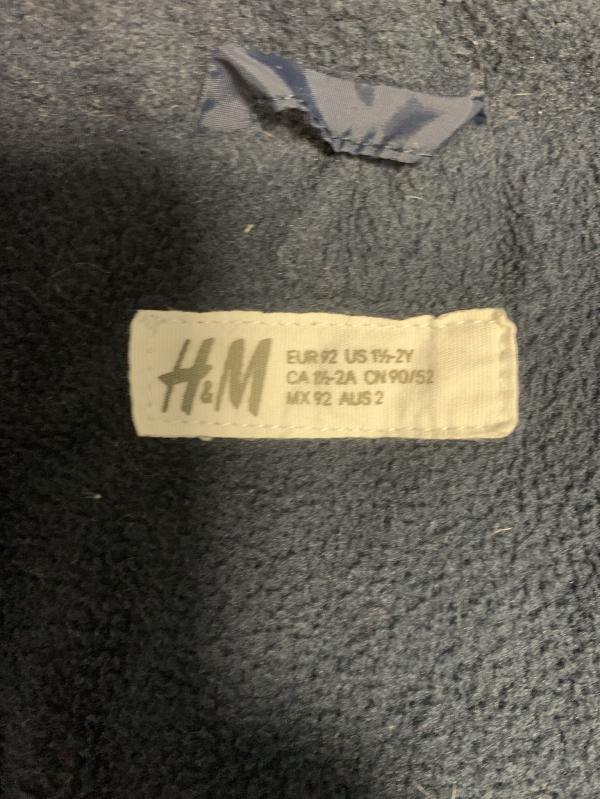 H&M
EUR 92 US 1½-2Y
CA 1½-2A CN 90/52
MX 92 AUS 2